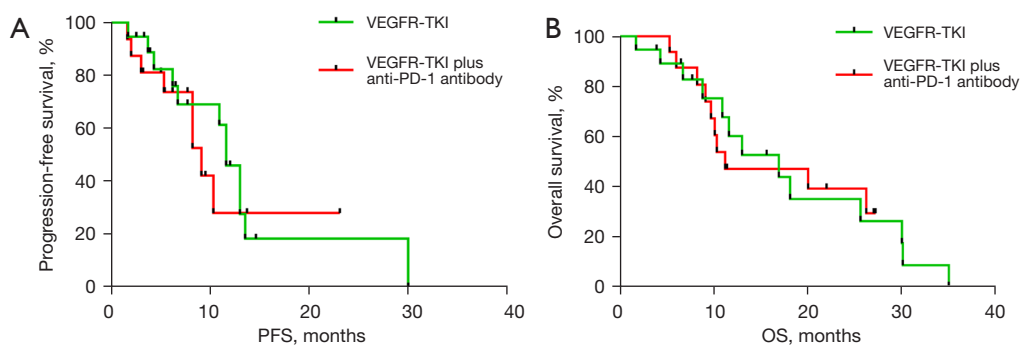 A
Progression-free survival, %
100
80
60
40
20
0
0
10
20
30
40
PFS, months
VEGFR-TKI
VEGFR-TKI plus
anti-PD-1 antibody
B
Overall survival, %
100
80
60
40
20
0
0
10
20
30
40
OS, months
VEGFR-TKI
VEGFR-TKI plus
anti-PD-1 antibody